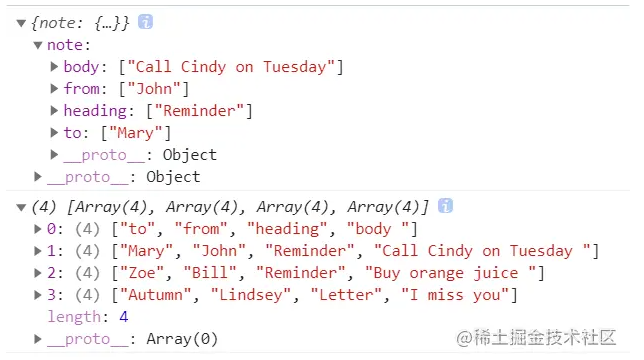 ▼{note: {…}} i
▼note:
▶body: ["Call Cindy on Tuesday"]
▶from: ["John"]
▶heading: ["Reminder"]
▶to: ["Mary"]
▶__proto__: Object
▶__proto__: Object
▼(4) [Array(4), Array(4), Array(4), Array(4)] i
▶0: (4) ["to", "from", "heading", "body "]
▶1: (4) ["Mary", "John", "Reminder", "Call Cindy on Tuesday "]
▶2: (4) ["Zoe", "Bill", "Reminder", "Buy orange juice "]
▶3: (4) ["Autumn", "Lindsey", "Letter", "I miss you"]
length: 4
▶__proto__: Array(0)
@稀土掘金技术社区